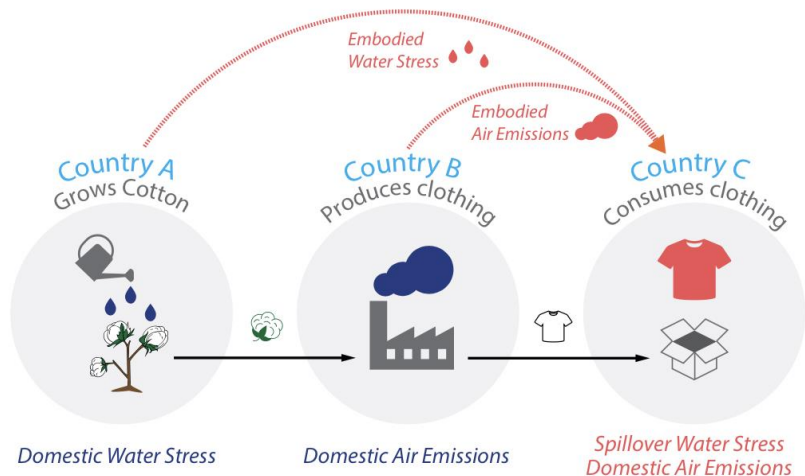 Embodied
Water Stress
Embodied
Air Emissions
Country A
Grows Cotton
Country B
Produces clothing
Country C
Consumes clothing
Domestic Water Stress
Domestic Air Emissions
Spillover Water Stress
Domestic Air Emissions